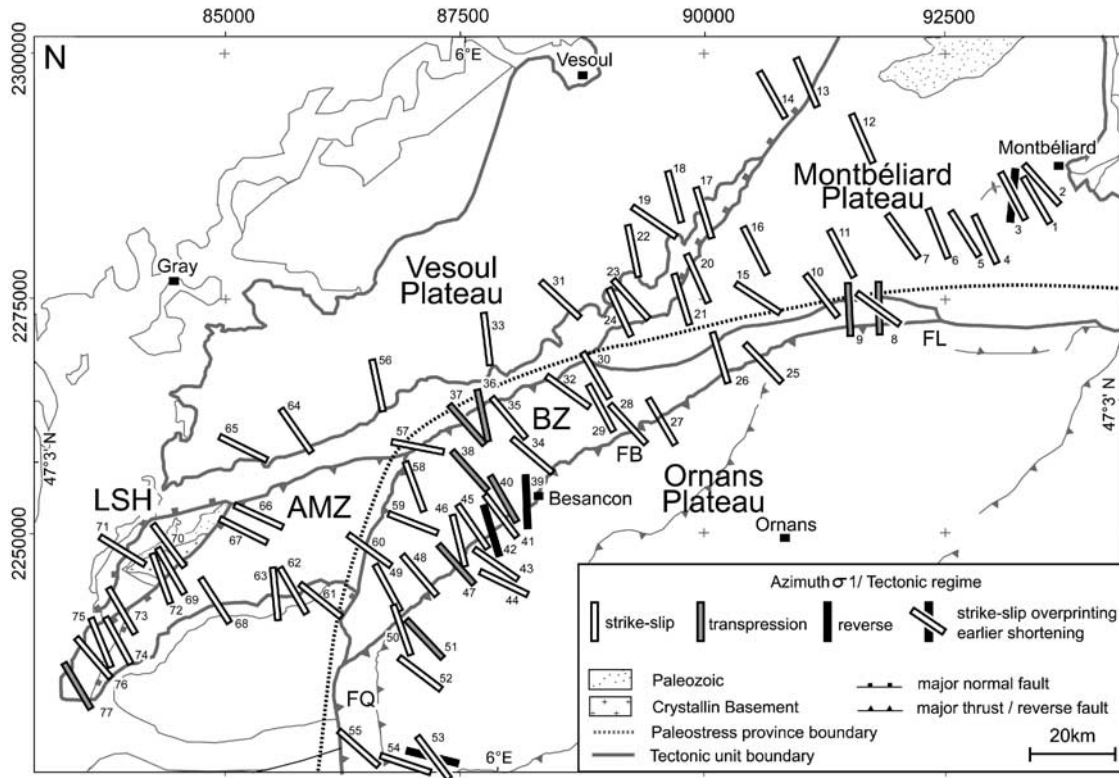 85000 87500 90000 92500
2300000
N
6°E
Vesoul
14
13
12
Montbéliard
18
17
Montbéliard
Plateau
2
19
3
1
22
16
11
7
6
5
4
Gray
Vesoul
Plateau
31
23
20
15
10
2275000
33
24
21
9
8
FL
56
36
30
26
25
37
35
32
BZ
64
28
27
65
57
29
FB
47°3' N
47°3' N
38
34
Ornans
Plateau
58
40
39
Besancon
LSH
AMZ
66
59
46
45
41
Ornans
71
67
42
2250000
70
60
48
43
63
62
49
47
44
75
73
72
69
68
61
50
51
74
76
52
77
FQ
55
54
53
6°E
Azimuth σ1/ Tectonic regime
strike-slip
transpression
reverse
strike-slip overprinting
earlier shortening
Paleozoic
major normal fault
Crystallin Basement
major thrust / reverse fault
Paleostress province boundary
Tectonic unit boundary
20km